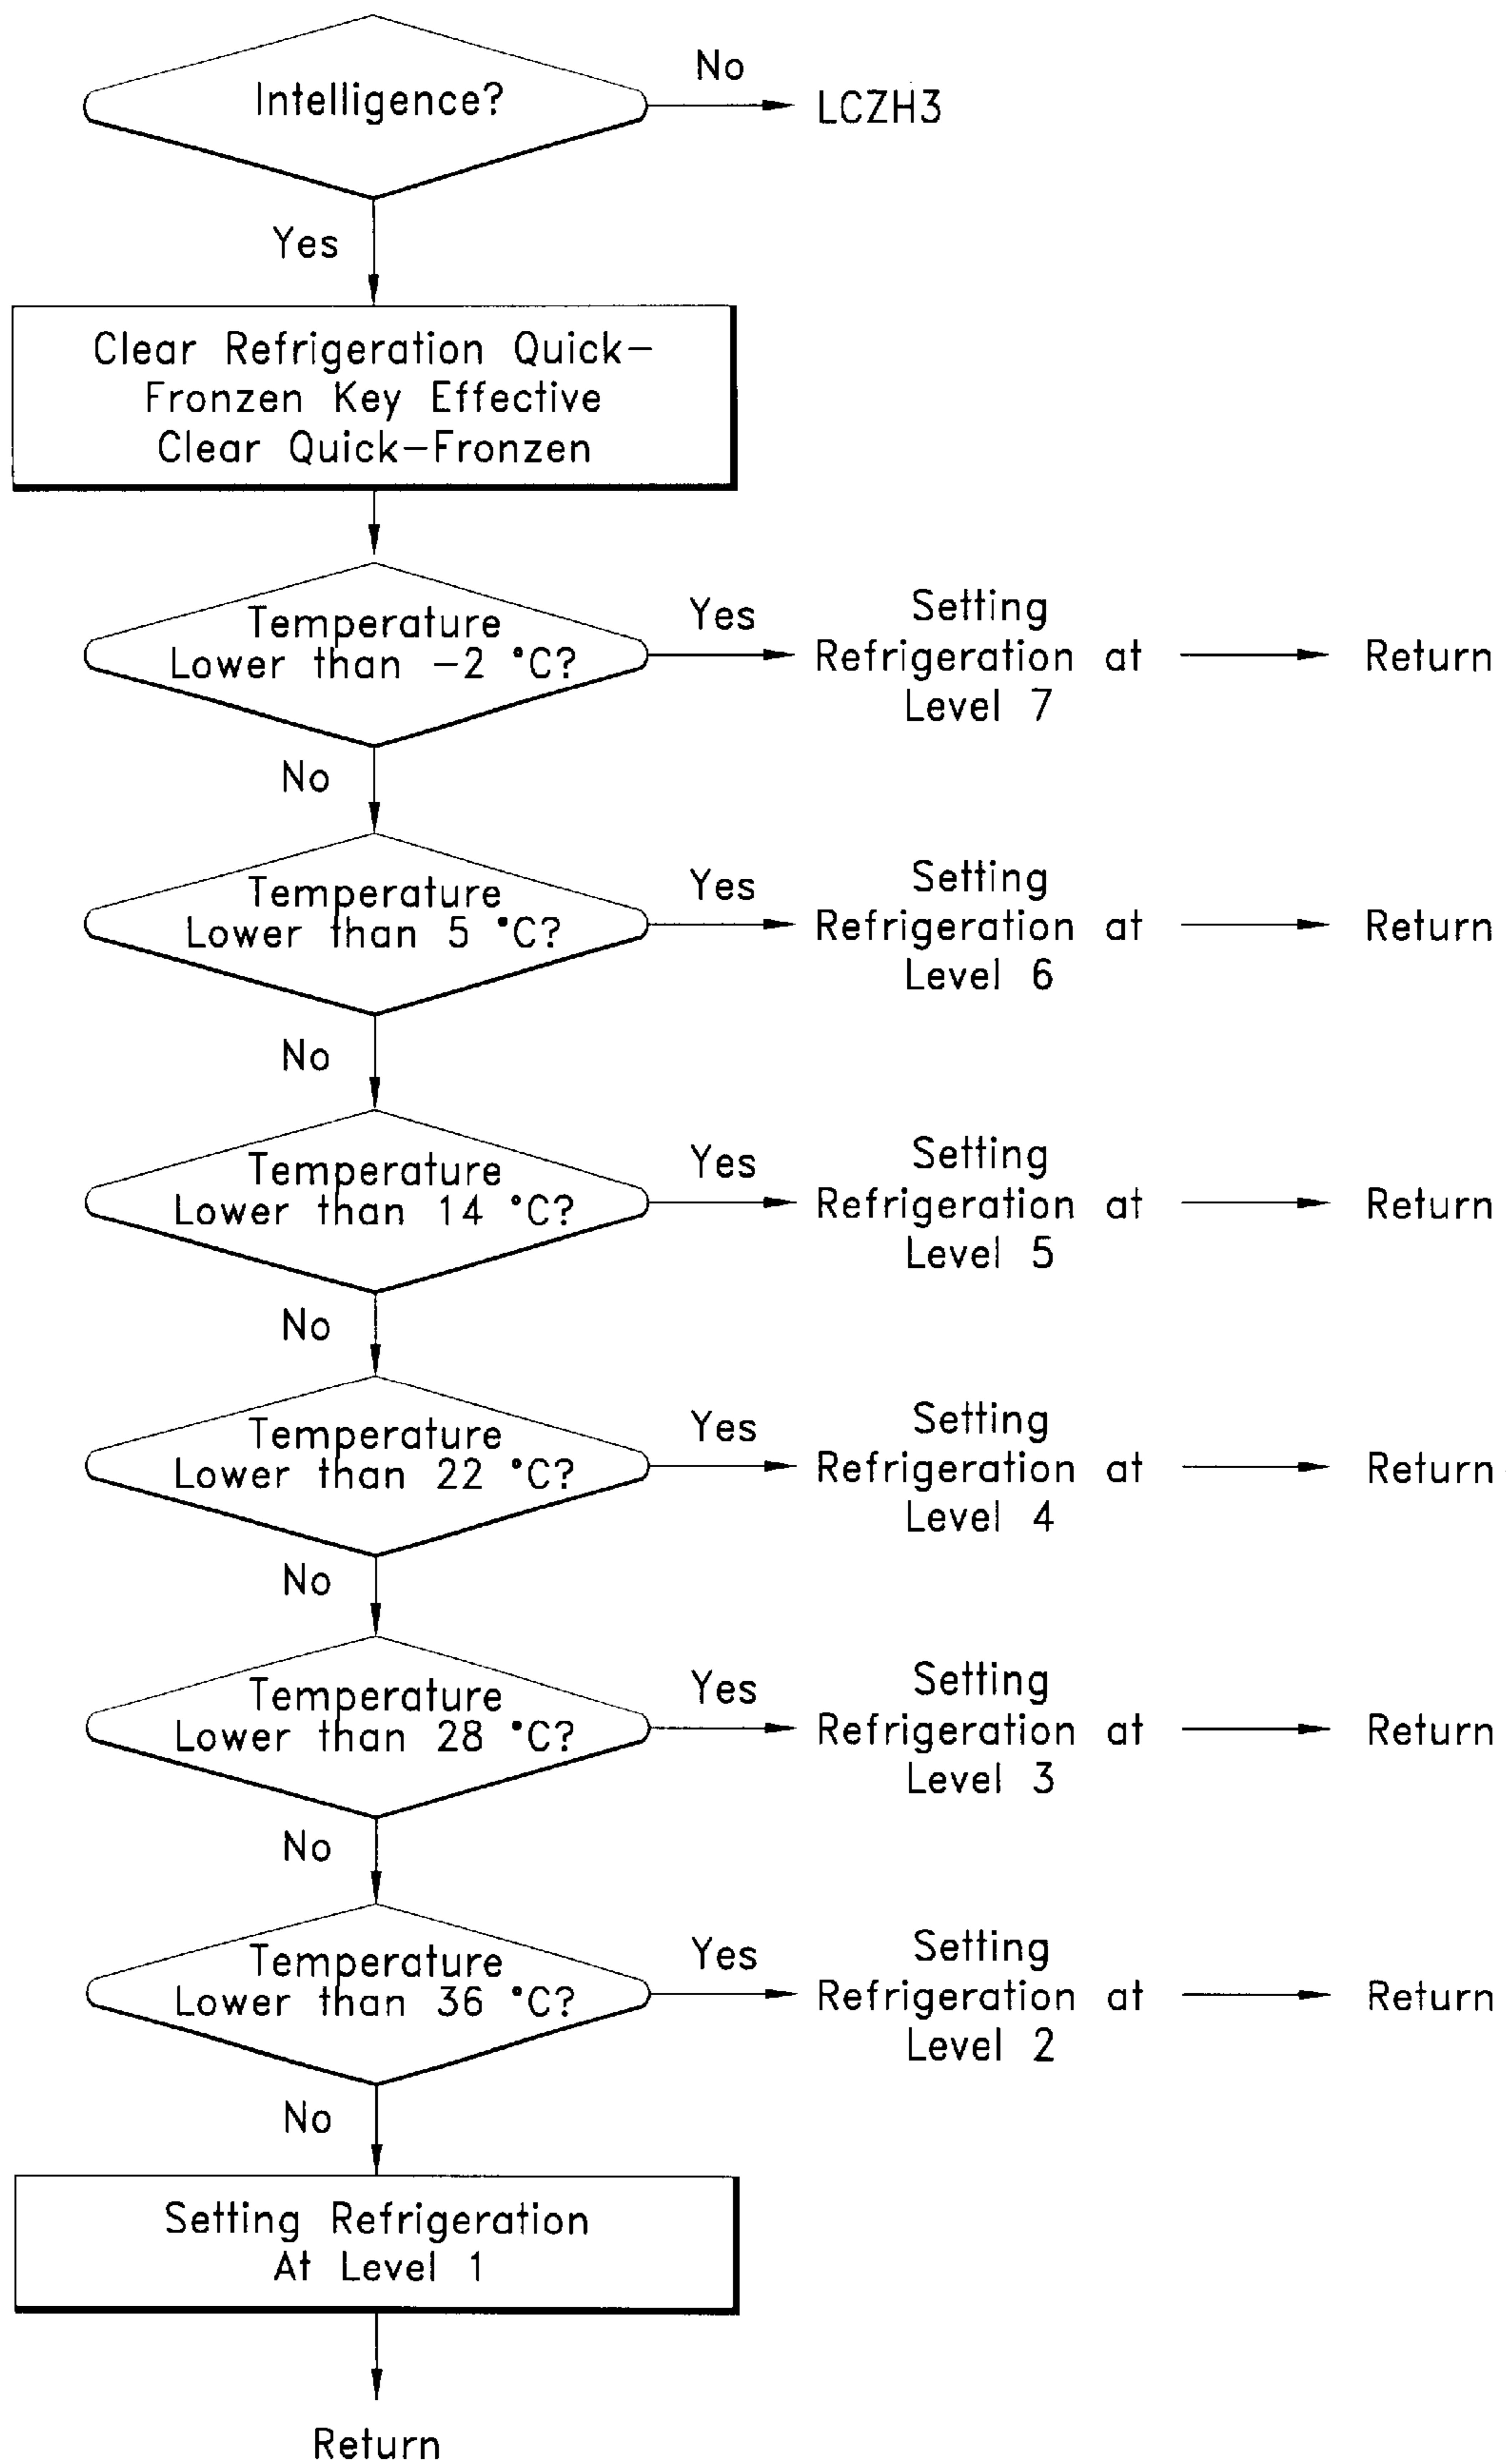 Intelligence?
No
LCZH3
Yes
Clear Refrigeration Quick-
Fronzen Key Effective
Clear Quick-Fronzen
Temperature
Lower than -2 °C?
Yes
Setting
Refrigeration at
Level 7
Return
No
Temperature
Lower than 5 °C?
Yes
Setting
Refrigeration at
Level 6
Return
No
Temperature
Lower than 14 °C?
Yes
Setting
Refrigeration at
Level 5
Return
No
Temperature
Lower than 22 °C?
Yes
Setting
Refrigeration at
Level 4
Return
No
Temperature
Lower than 28 °C?
Yes
Setting
Refrigeration at
Level 3
Return
No
Temperature
Lower than 36 °C?
Yes
Setting
Refrigeration at
Level 2
Return
No
Setting Refrigeration
At Level 1
Return